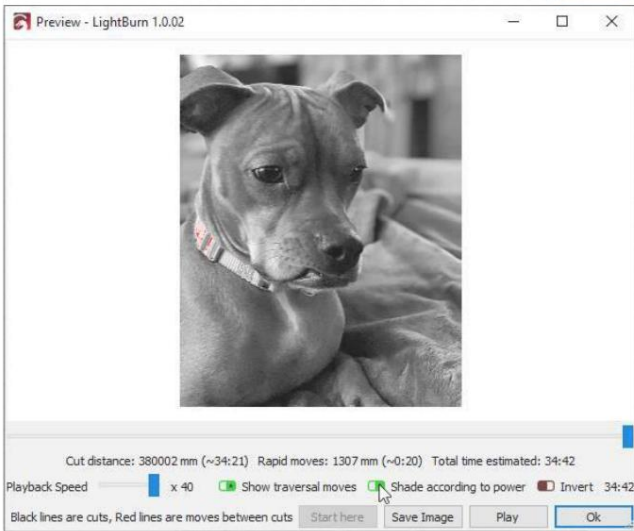 Preview - LightBurn 1.0.02
Cut distance: 380002 mm (~34:21) Rapid moves: 1307 mm (~0:20) Total time estimated: 34:42
Playback Speed x 40 Show traversal moves Shade according to power Invert 34:42
Black lines are cuts, Red lines are moves between cuts Start here Save Image Play Ok